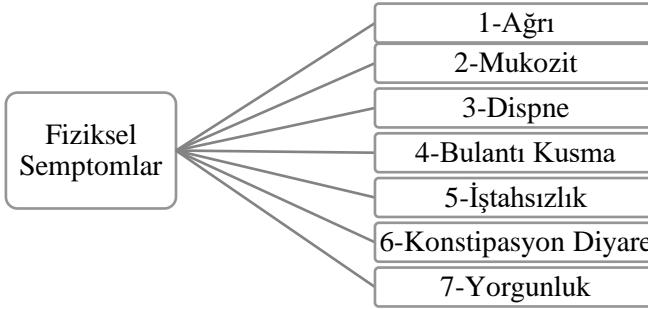 Fiziksel
Semptomlar
1-Ağrı
2-Mukozit
3-Dispne
4-Bulantı Kusma
5-İştahsızlık
6-Konstipasyon Diyare
7-Yorgunluk